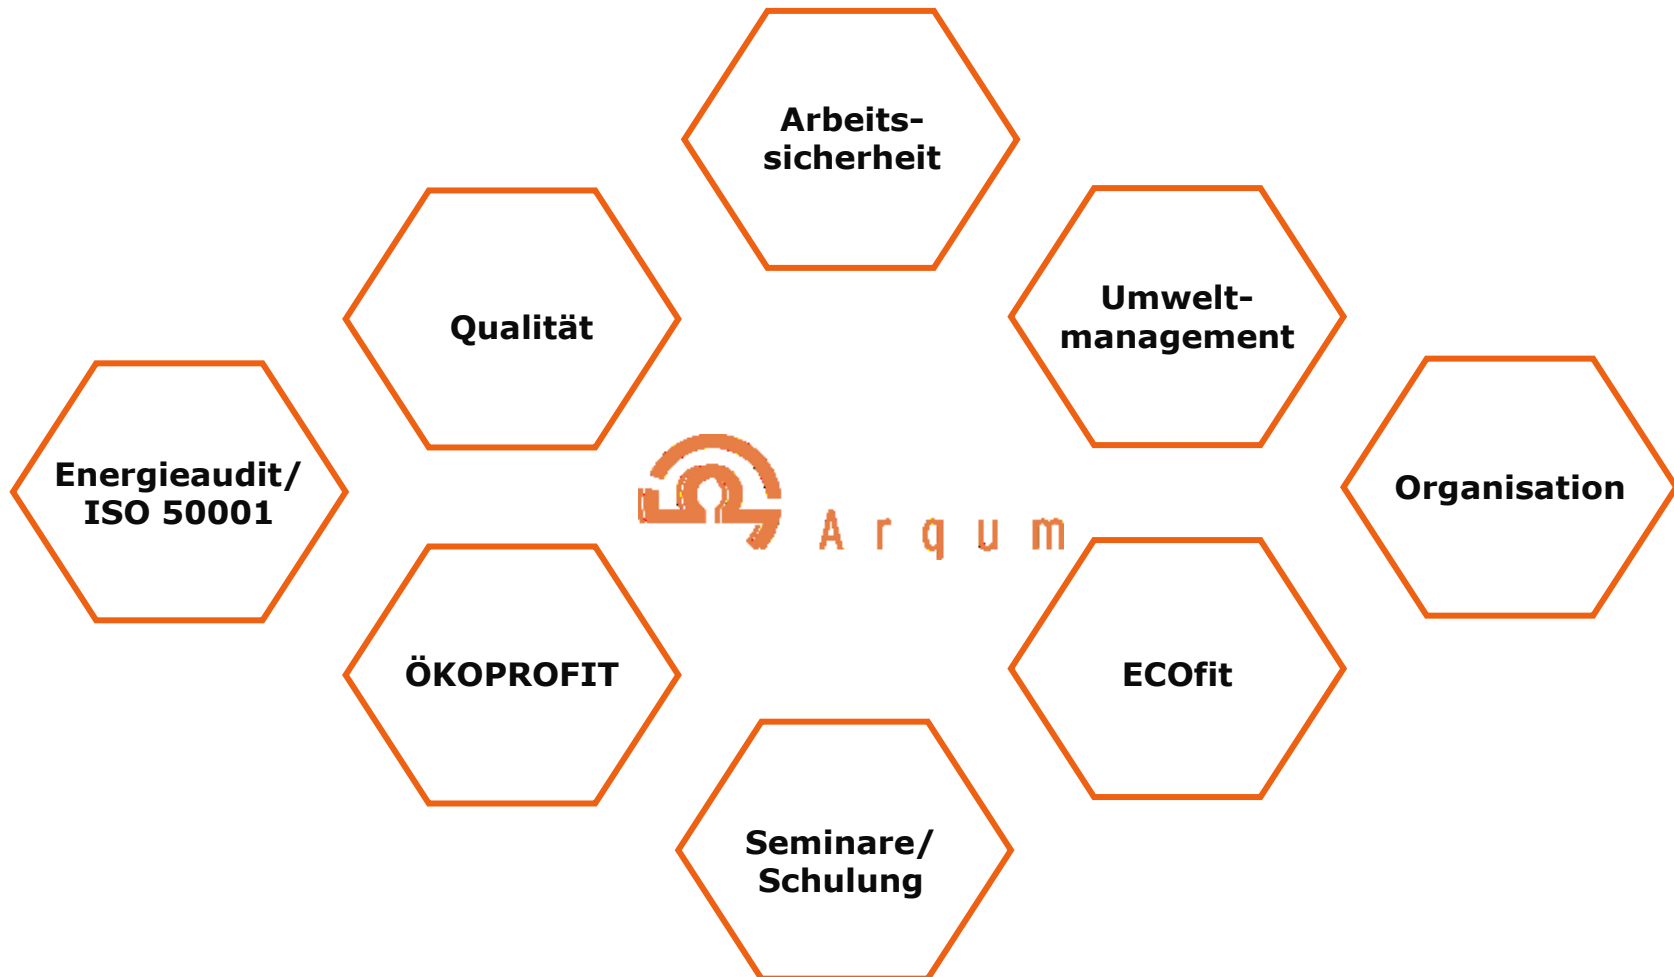 Arbeits-
sicherheit
Umwelt-
management
Qualität
Energieaudit/
ISO 50001
Organisation
Arqum
ÖKOPROFIT
ECOfit
Seminare/
Schulung